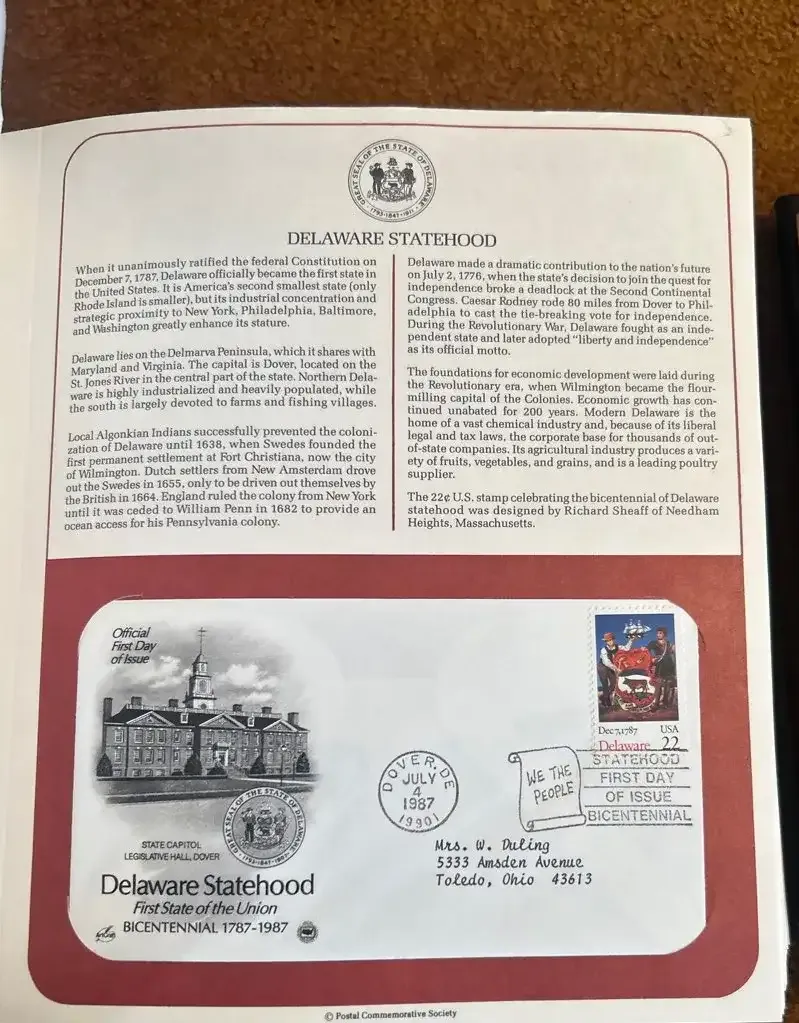 GREAT SEAL OF THE STATE OF DELAWARE
1793·1847·1911
DELAWARE STATEHOOD
When it unanimously ratified the federal Constitution on
December 7, 1787, Delaware officially became the first state in
the United States. It is America's second smallest state (only
Rhode Island is smaller), but its industrial concentration and
strategic proximity to New York, Philadelphia, Baltimore,
and Washington greatly enhance its stature.
Delaware lies on the Delmarva Peninsula, which it shares with
Maryland and Virginia. The capital is Dover, located on the
St. Jones River in the central part of the state. Northern Dela-
ware is highly industrialized and heavily populated, while
the south is largely devoted to farms and fishing villages.
Local Algonkian Indians successfully prevented the coloni-
zation of Delaware until 1638, when Swedes founded the
first permanent settlement at Fort Christiana, now the city
of Wilmington. Dutch settlers from New Amsterdam drove
out the Swedes in 1655, only to be driven out themselves by
the British in 1664. England ruled the colony from New York
until it was ceded to William Penn in 1682 to provide an
ocean access for his Pennsylvania colony.
Delaware made a dramatic contribution to the nation's future
on July 2, 1776, when the state's decision to join the quest for
independence broke a deadlock at the Second Continental
Congress. Caesar Rodney rode 80 miles from Dover to Phil-
adelphia to cast the tie-breaking vote for independence.
During the Revolutionary War, Delaware fought as an inde-
pendent state and later adopted "liberty and independence"
as its official motto.
The foundations for economic development were laid during
the Revolutionary era, when Wilmington became the flour-
milling capital of the Colonies. Economic growth has con-
tinued unabated for 200 years. Modern Delaware is the
home of a vast chemical industry and, because of its liberal
legal and tax laws, the corporate base for thousands of out-
of-state companies. Its agricultural industry produces a vari-
ety of fruits, vegetables, and grains, and is a leading poultry
supplier.
The 22¢ U.S. stamp celebrating the bicentennial of Delaware
statehood was designed by Richard Sheaff of Needham
Heights, Massachusetts.
Official
First Day
of Issue
Dec 7, 1787 USA
Delaware 22
DOVER, DE
JULY
4
1987
19901
WE THE
PEOPLE
STATEHOOD
FIRST DAY
OF ISSUE
BICENTENNIAL
GREAT SEAL OF THE STATE OF DELAWARE
STATE CAPITOL
LEGISLATIVE HALL, DOVER
Mrs. W. Duling
5333 Amsden Avenue
Toledo, Ohio 43613
Delaware Statehood
First State of the Union
BICENTENNIAL 1787-1987
© Postal Commemorative Society